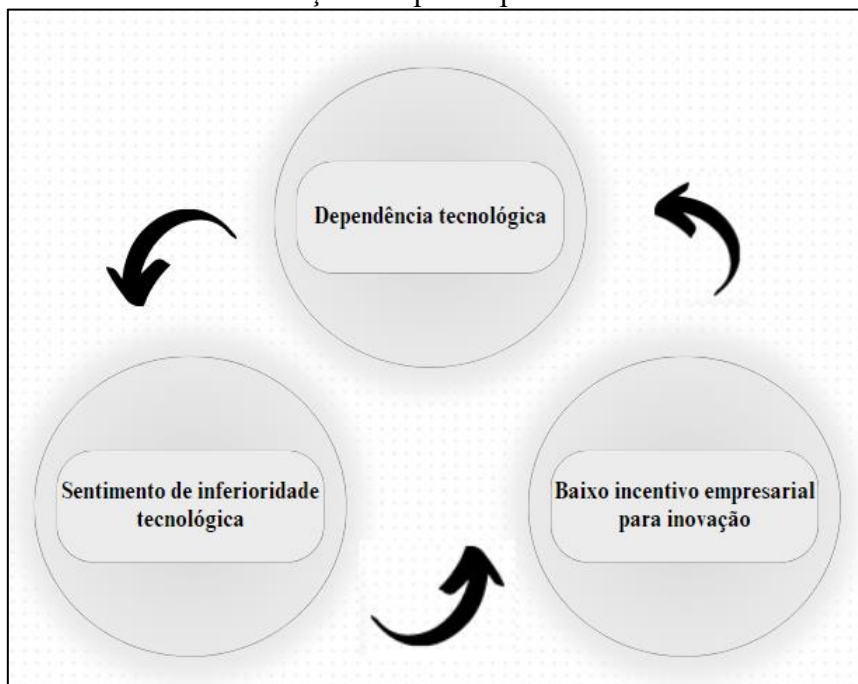 Dependência tecnológica
Sentimento de inferioridade
tecnológica
Baixo incentivo empresarial
para inovação